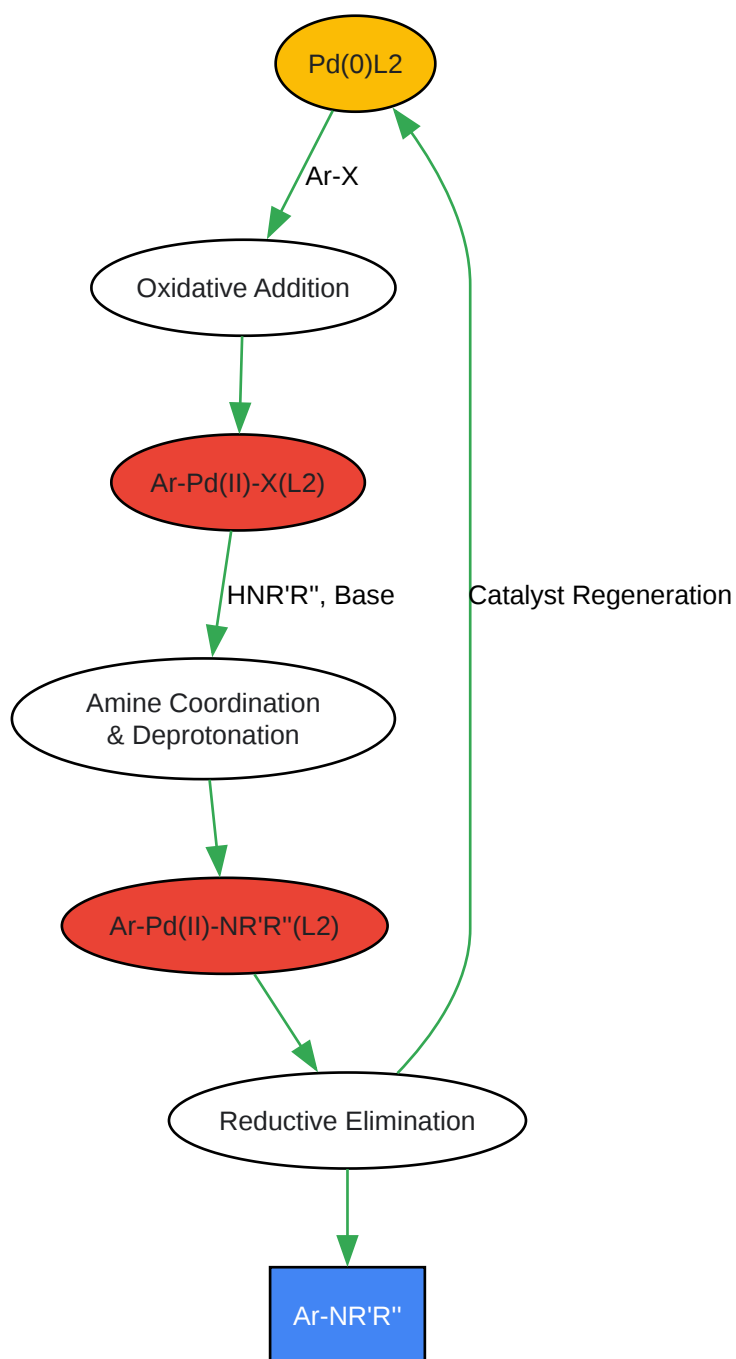 Pd(0)L2
Ar-X
Oxidative Addition
Ar-Pd(II)-X(L2)
HNR'R'', Base
Catalyst Regeneration
Amine Coordination
& Deprotonation
Ar-Pd(II)-NR'R''(L2)
Reductive Elimination
Ar-NR'R''